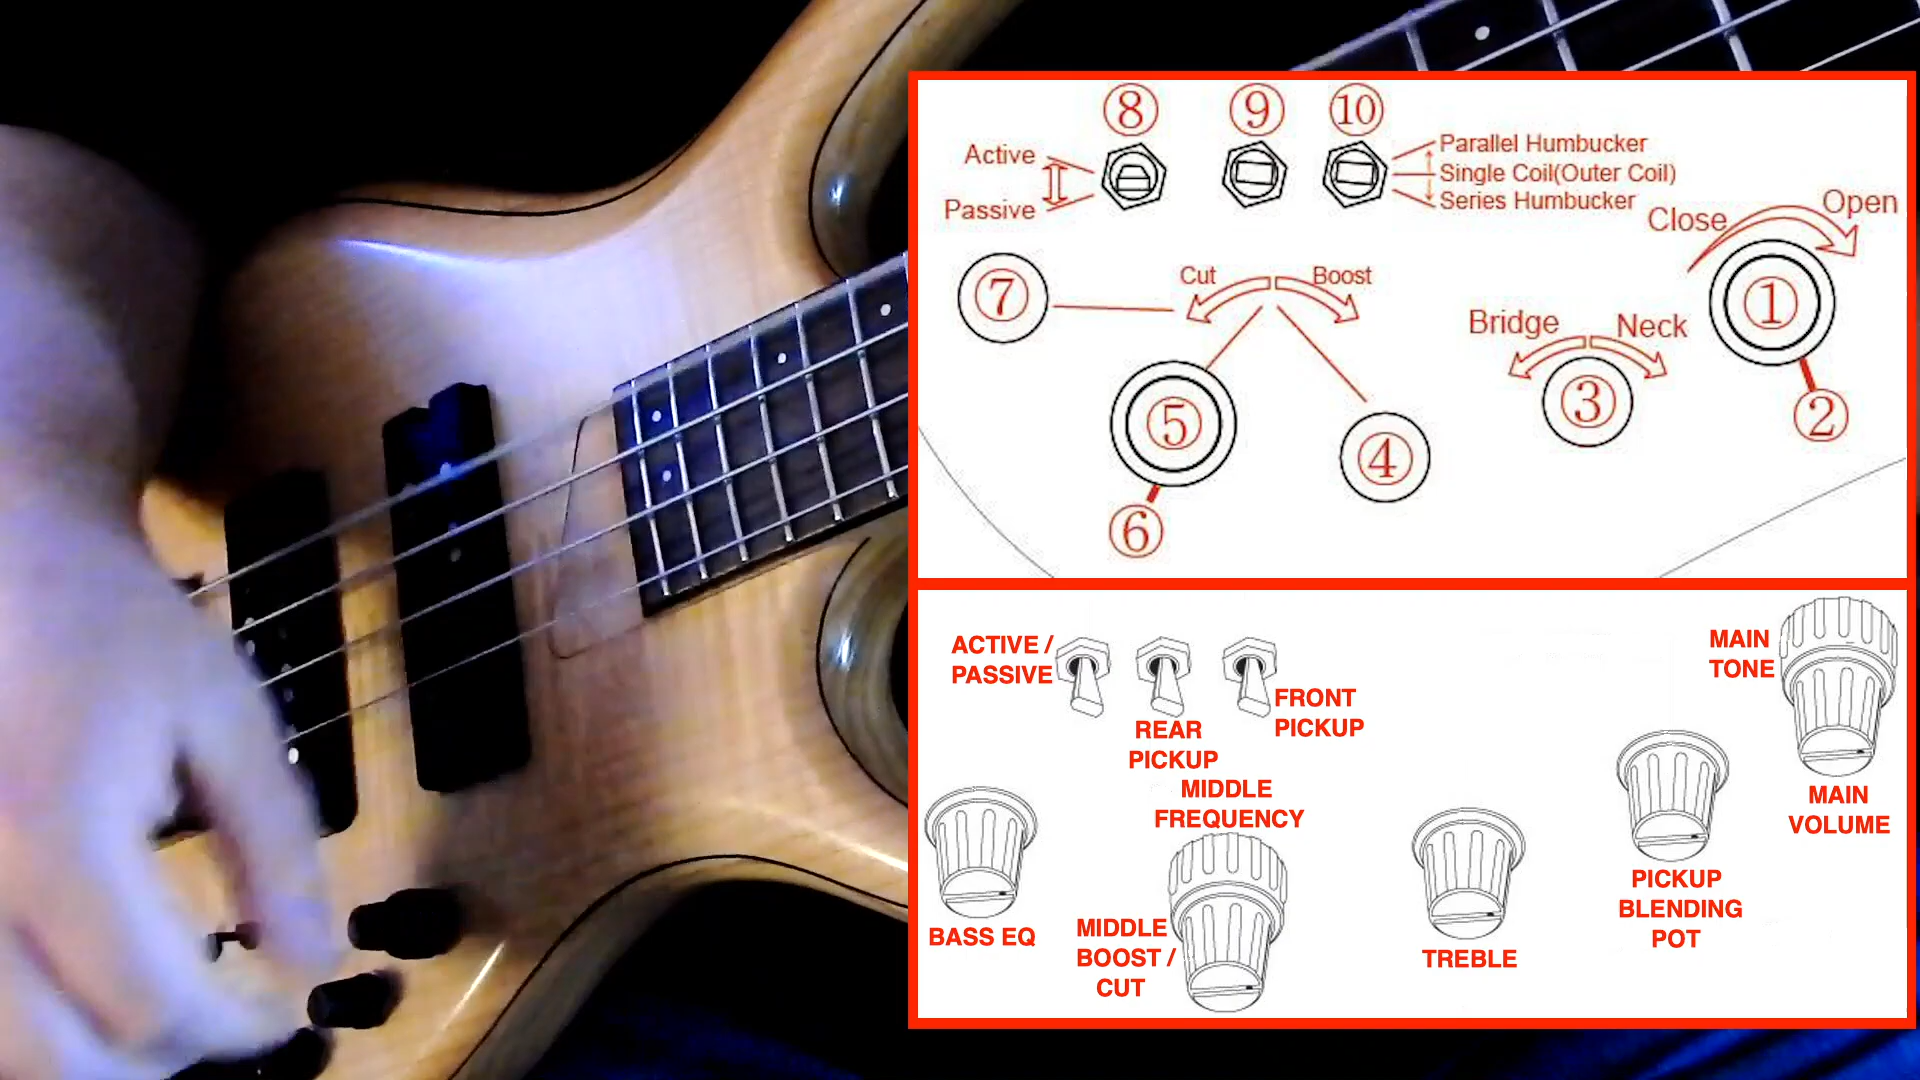 ⑧ ⑨ ⑩
Active
Passive
Parallel Humbucker
Single Coil(Outer Coil)
Series Humbucker
Close
Open
⑦
Cut
Boost
Bridge
Neck
①
②
③
④
⑤
⑥
ACTIVE /
PASSIVE
REAR
PICKUP
FRONT
PICKUP
MAIN
TONE
MAIN
VOLUME
MIDDLE
FREQUENCY
BASS EQ
MIDDLE
BOOST /
CUT
TREBLE
PICKUP
BLENDING
POT